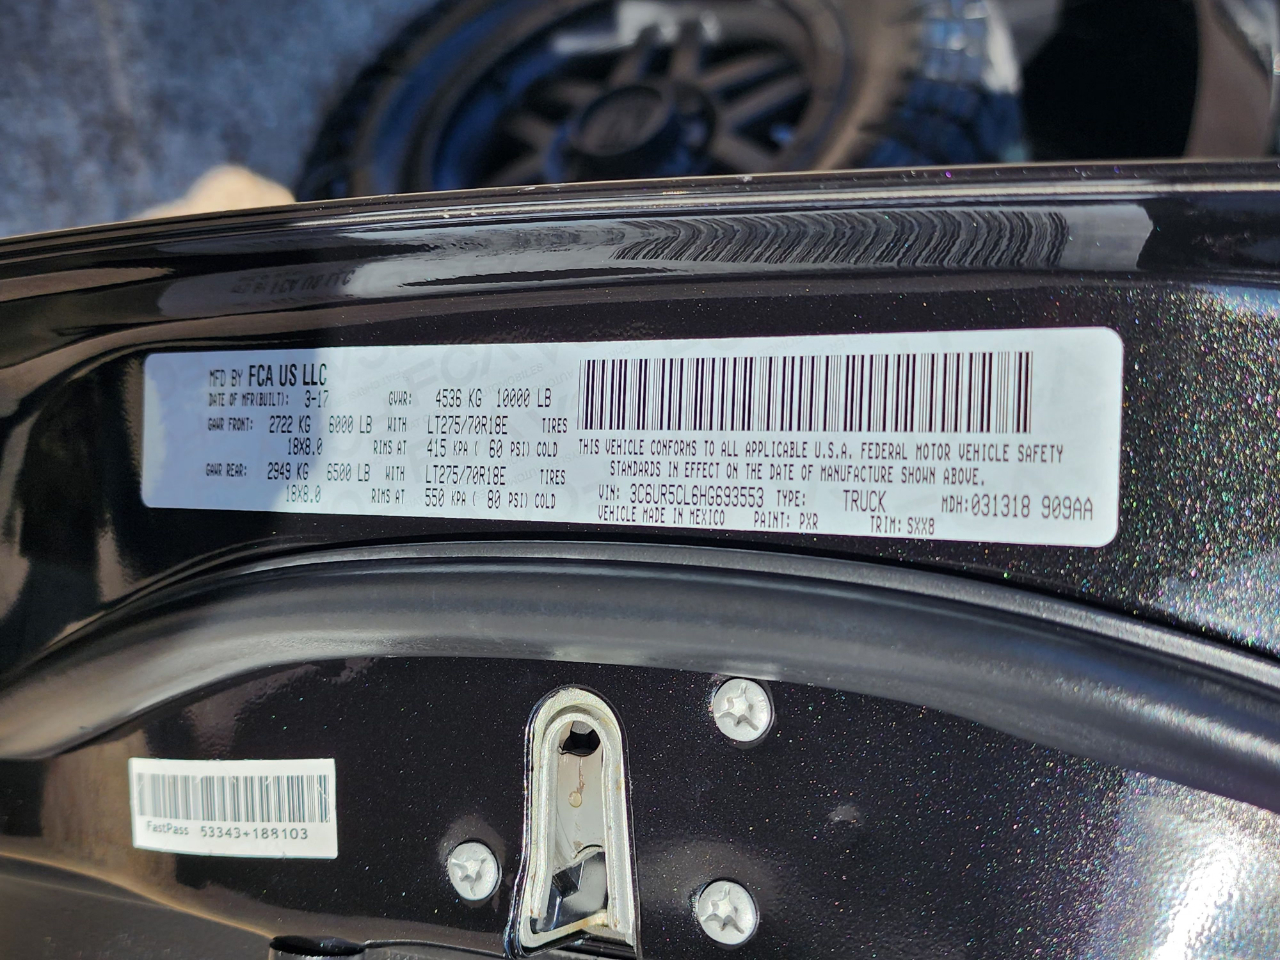 MFD BY FCA US LLC
DATE OF MFR(BUILT): 3-17 GVWR: 4536 KG 10000 LB
GAWR FRONT: 2722 KG 6000 LB WITH LT275/70R18E TIRES
18X8.0 RIMS AT 415 KPA ( 60 PSI) COLD
GAWR REAR: 2949 KG 6500 LB WITH LT275/70R18E TIRES
18X8.0 RIMS AT 550 KPA ( 80 PSI) COLD
THIS VEHICLE CONFORMS TO ALL APPLICABLE U.S.A. FEDERAL MOTOR VEHICLE SAFETY
STANDARDS IN EFFECT ON THE DATE OF MANUFACTURE SHOWN ABOVE.
VIN: 3C6UR5CL6HG693553 TYPE: TRUCK MDH:031318 909AA
VEHICLE MADE IN MEXICO PAINT: PXR TRIM: SXX8
FastPass 53343+188103